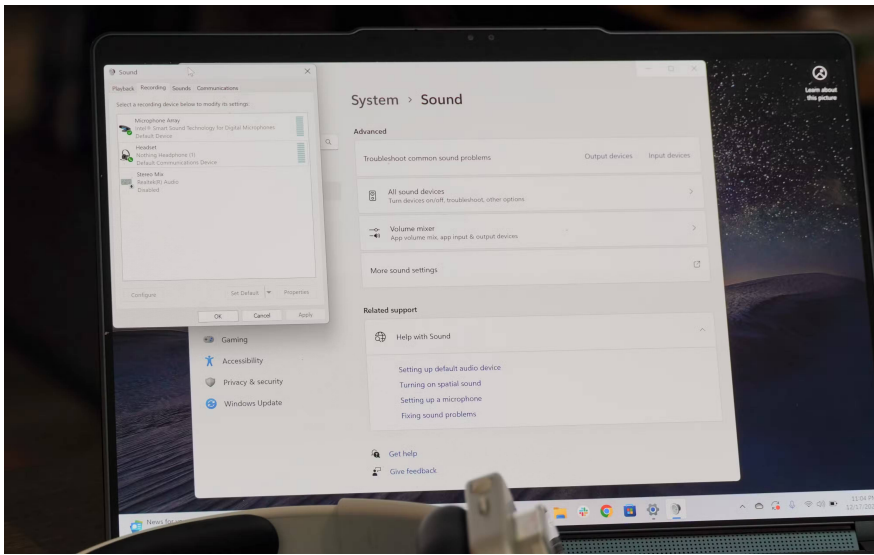 Sound
Playback Recording Sounds Communications
Select a recording device below to modify its settings:
Microphone Array
Intel® Smart Sound Technology for Digital Microphones
Default Device
Headset
Nothing Headphone (1)
Default Communications Device
Stereo Mix
Realtek(R) Audio
Disabled
Configure Set Default Properties
OK Cancel Apply
System > Sound
Advanced
Troubleshoot common sound problems Output devices Input devices
All sound devices
Turn devices on/off, troubleshoot, other options
Volume mixer
App volume mix, app input & output devices
More sound settings
Related support
Help with Sound
Setting up default audio device
Turning on spatial sound
Setting up a microphone
Fixing sound problems
Get help
Give feedback
Gaming
Accessibility
Privacy & security
Windows Update
Learn about
this picture
News for
11:04